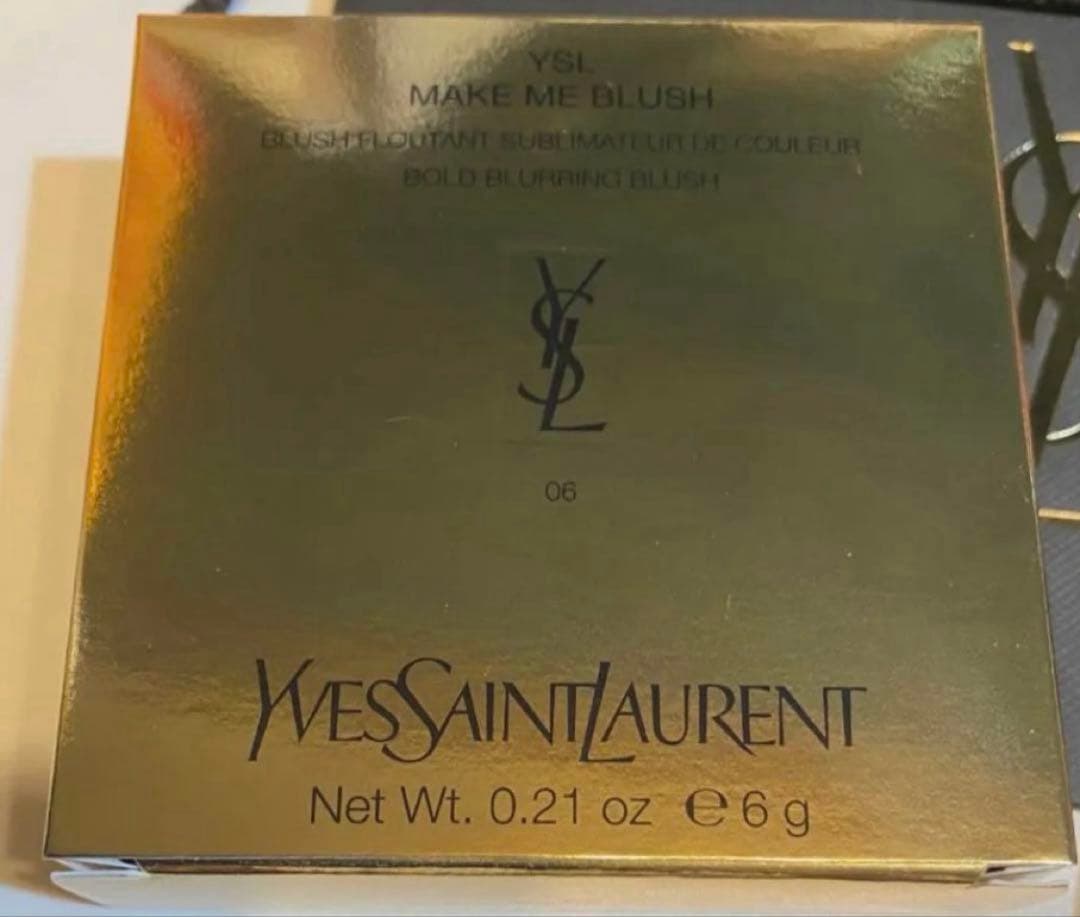 YSL
MAKE ME BLUSH
BLUSH FLOUTANT SUBLIMATEUR DE COULEUR
BOLD BLURRING BLUSH
YSL
06
YVESSAINTLAURENT
Net Wt. 0.21 oz ℮ 6 g